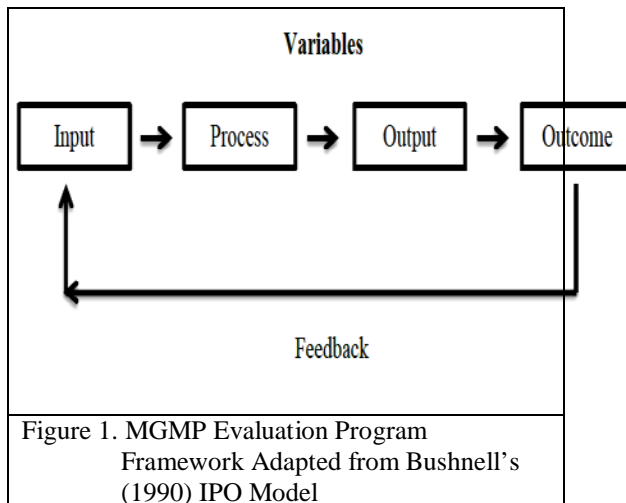 Variables
Input Process Output Outcome
Feedback
Figure 1. MGMP Evaluation Program
Framework Adapted from Bushnell’s
(1990) IPO Model